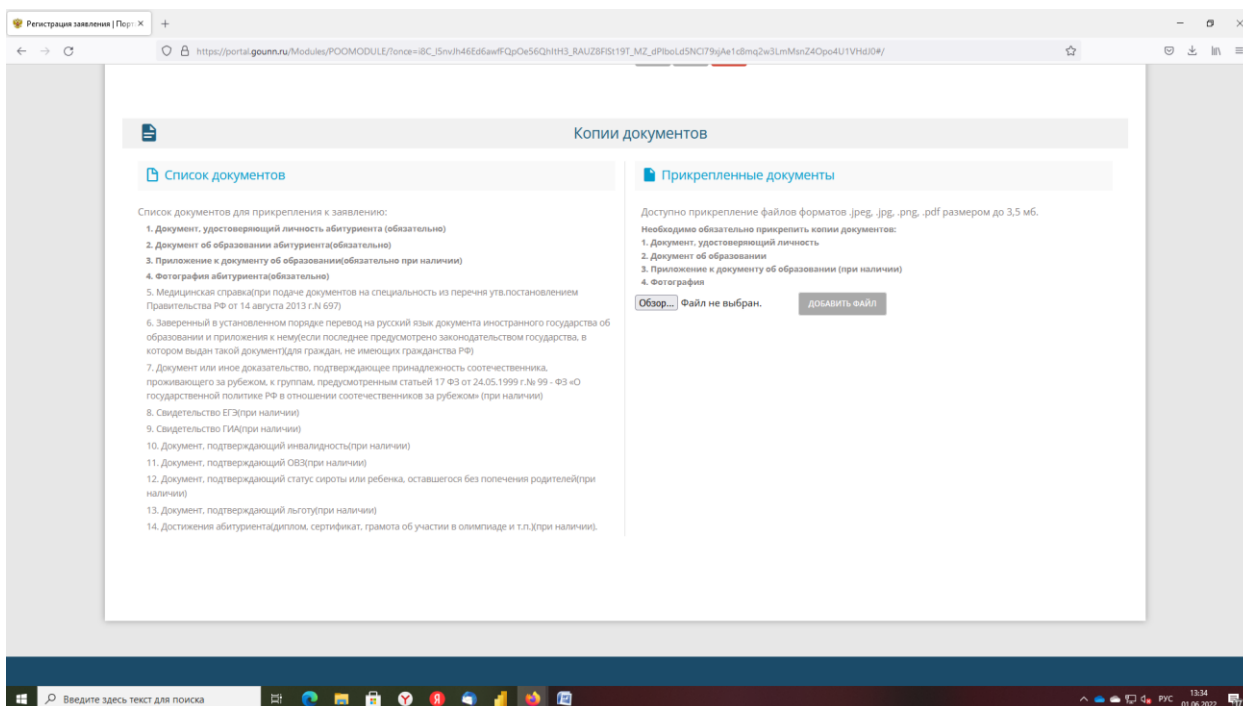 Регистрация заявления | Порт
https://portal.gounn.ru/Modules/POOMODULE/?once=
Копии документов
Список документов
Список документов для прикрепления к заявлению:
1. Документ, удостоверяющий личность абитуриента (обязательно)
2. Документ об образовании абитуриента(обязательно)
3. Приложение к документу об образовании(обязательно при наличии)
4. Фотография абитуриента(обязательно)
5. Медицинская справка(при подаче документов на специальность из перечня утв.постановлением
Правительства РФ от 14 августа 2013 г.N 697)
6. Заверенный в установленном порядке перевод на русский язык документа иностранного государства об
образовании и приложения к нему(если последнее предусмотрено законодательством государства, в
котором выдан такой документ)(для граждан, не имеющих гражданства РФ)
7. Документ или иное доказательство, подтверждающее принадлежность соотечественника,
проживающего за рубежом, к группам, предусмотренным статьей 17 ФЗ от 24.05.1999 г.№ 99 - ФЗ «О
государственной политике РФ в отношении соотечественников за рубежом» (при наличии)
8. Свидетельство ЕГЭ(при наличии)
9. Свидетельство ГИА(при наличии)
10. Документ, подтверждающий инвалидность(при наличии)
11. Документ, подтверждающий ОВЗ(при наличии)
12. Документ, подтверждающий статус сироты или ребенка, оставшегося без попечения родителей(при
наличии)
13. Документ, подтверждающий льготу(при наличии)
14. Достижения абитуриента(диплом, сертификат, грамота об участии в олимпиаде и т.п.)(при наличии).
Прикрепленные документы
Доступно прикрепление файлов форматов .jpeg, .jpg, .png, .pdf размером до 3,5 мб.
Необходимо обязательно прикрепить копии документов:
1. Документ, удостоверяющий личность
2. Документ об образовании
3. Приложение к документу об образовании (при наличии)
4. Фотография
Обзор... Файл не выбран. ДОБАВИТЬ ФАЙЛ
Введите здесь текст для поиска
РУС
13:34
01.06.2022